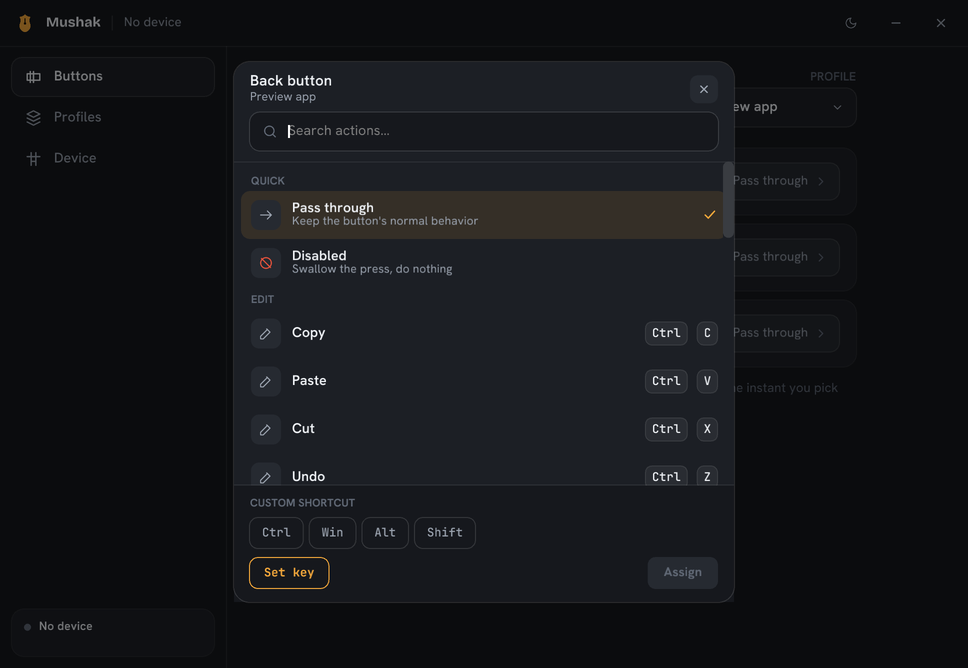 Mushak
No device
Buttons
Profiles
Device
No device
PROFILE
ew app
Pass through
Pass through
Pass through
e instant you pick
Back button
Preview app
Search actions...
QUICK
Pass through
Keep the button's normal behavior
Disabled
Swallow the press, do nothing
EDIT
Copy Ctrl C
Paste Ctrl V
Cut Ctrl X
Undo Ctrl Z
CUSTOM SHORTCUT
Ctrl Win Alt Shift
Set key
Assign